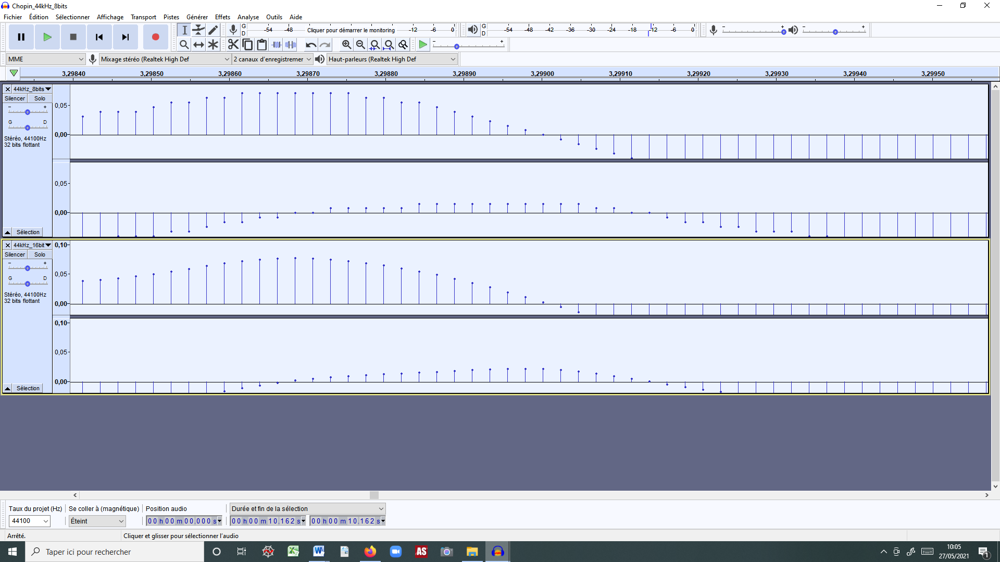 Chopin_44kHz_8bits
Fichier Édition Sélectionner Affichage Transport Pistes Générer Effets Analyse Outils Aide
G
D
-54 -48 Cliquer pour démarrer le monitoring -12 -6 0
G
D
-54 -48 -42 -36 -30 -24 -18 -12 -6 0
- +
- +
- +
MME Mixage stéréo (Realtek High Def 2 canaux d'enregistremer Haut-parleurs (Realtek High Def
3,29840 3,29850 3,29860 3,29870 3,29880 3,29890 3,29900 3,29910 3,29920 3,29930 3,29940 3,29950
44kHz_8bits
Silencer Solo
- +
G D
Stéréo, 44100Hz
32 bits flottant
Sélection
0,05
0,00
0,05
0,00
44kHz_16bit
Silencer Solo
- +
G D
Stéréo, 44100Hz
32 bits flottant
Sélection
0,10
0,05
0,00
0,10
0,05
0,00
Taux du projet (Hz) Se coller à (magnétique) Position audio Durée et fin de la sélection
44100 Éteint 00 h 00 m 00.000 s 00 h 00 m 10.162 s 00 h 00 m 10.162 s
Arrêté. Cliquer et glisser pour sélectionner l'audio
Taper ici pour rechercher
AS
10:05
27/05/2021
1